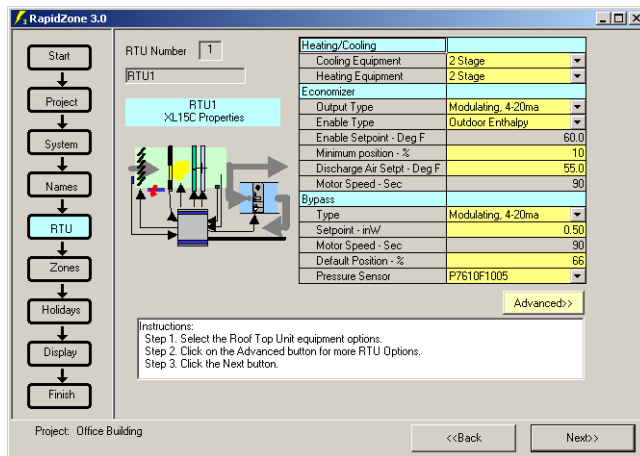 RapidZone 3.0
Start
Project
System
Names
RTU
Zones
Holidays
Display
Finish
RTU Number 1
RTU1
RTU1
XL15C Properties
Heating/Cooling
Cooling Equipment 2 Stage
Heating Equipment 2 Stage
Economizer
Output Type Modulating, 4-20ma
Enable Type Outdoor Enthalpy
Enable Setpoint - Deg F 60.0
Minimum position - % 10
Discharge Air Setpt - Deg F 55.0
Motor Speed - Sec 90
Bypass
Type Modulating, 4-20ma
Setpoint - inW 0.50
Motor Speed - Sec 90
Default Position - % 66
Pressure Sensor P7610F1005
Advanced>>
Instructions:
Step 1. Select the Roof Top Unit equipment options.
Step 2. Click on the Advanced button for more RTU Options.
Step 3. Click the Next button.
Project: Office Building
<<Back
Next>>